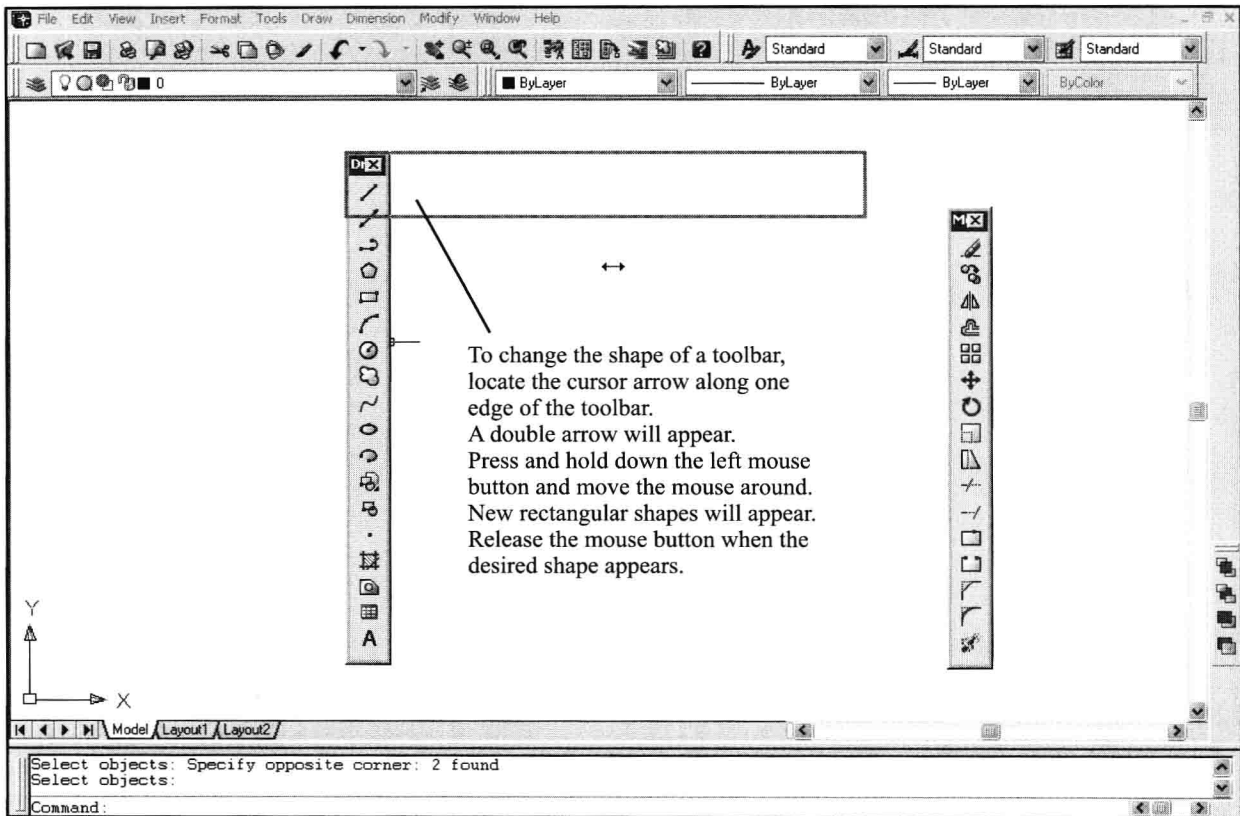 File Edit View Insert Format Tools Draw Dimension Modify Window Help
Standard Standard Standard
0 ByLayer ByLayer ByLayer ByColor
To change the shape of a toolbar,
locate the cursor arrow along one
edge of the toolbar.
A double arrow will appear.
Press and hold down the left mouse
button and move the mouse around.
New rectangular shapes will appear.
Release the mouse button when the
desired shape appears.
A
Y
X
Model Layout1 Layout2
Select objects: Specify opposite corner: 2 found
Select objects:
Command: